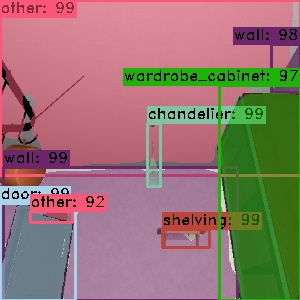 other: 99
wall: 98
wardrobe_cabinet: 97
chandelier: 99
wall: 99
door: 99
other: 92
shelving: 99